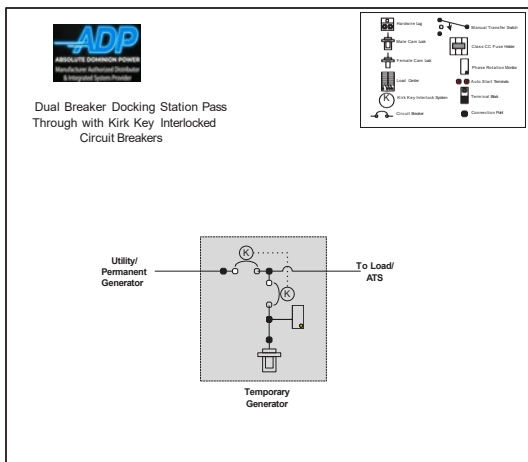 ADP
ABSOLUTE DOMINION POWER
Manufacturer Authorized Distributor
& Integrated System Provider
Dual Breaker Docking Station Pass
Through with Kirk Key Interlocked
Circuit Breakers
Hardwire Lug
Male Cam Lok
Female Cam Lok
Load Center
K
Kirk Key Interlock System
Circuit Breaker
Manual Transfer Switch
Class CC Fuse Holder
Phase Rotation Monitor
Auto Start Terminals
Terminal Block
Connection Point
K
Utility/
Permanent
Generator
To Load/
ATS
K
Temporary
Generator